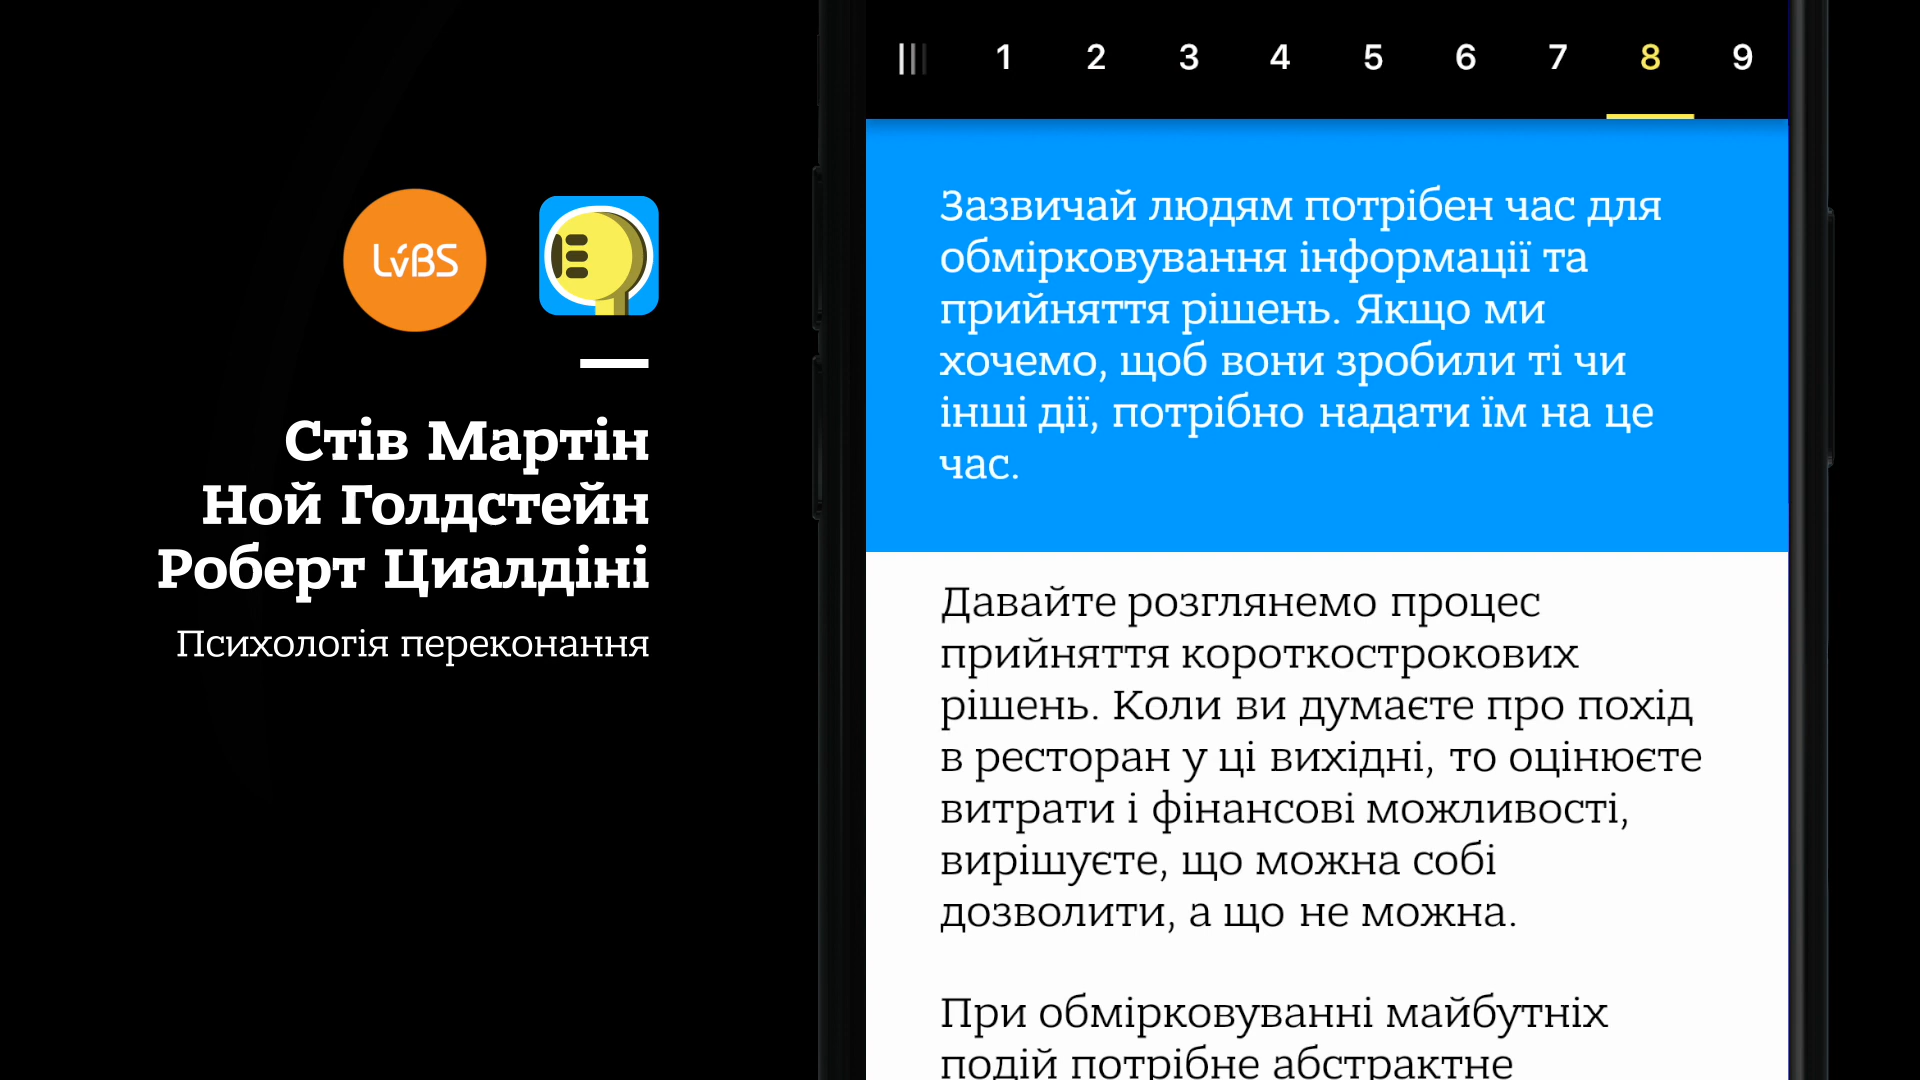 LvBS
Стів Мартін
Ной Голдстейн
Роберт Циалдіні
Психологія переконання
1 2 3 4 5 6 7 8 9
Зазвичай людям потрібен час для
обмірковування інформації та
прийняття рішень. Якщо ми
хочемо, щоб вони зробили ті чи
інші дії, потрібно надати їм на це
час.
Давайте розглянемо процес
прийняття короткострокових
рішень. Коли ви думаєте про похід
в ресторан у ці вихідні, то оцінюєте
витрати і фінансові можливості,
вирішуєте, що можна собі
дозволити, а що не можна.
При обмірковуванні майбутніх
подій потрібне абстрактне